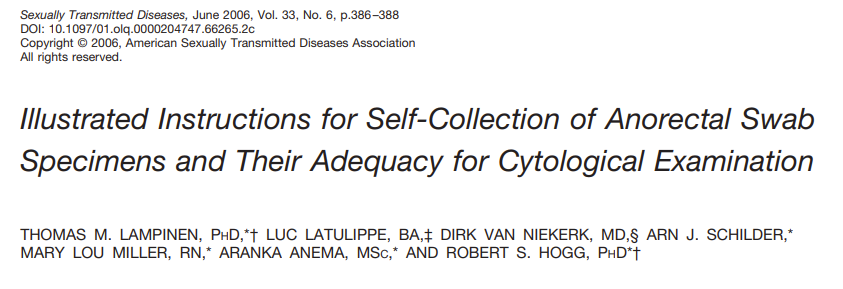 Sexually Transmitted Diseases, June 2006, Vol. 33, No. 6, p.386–388
DOI: 10.1097/01.olq.0000204747.66265.2c
Copyright © 2006, American Sexually Transmitted Diseases Association
All rights reserved.
Illustrated Instructions for Self-Collection of Anorectal Swab
Specimens and Their Adequacy for Cytological Examination
THOMAS M. LAMPINEN, PHD,*† LUC LATULIPPE, BA,‡ DIRK VAN NIEKERK, MD,§ ARN J. SCHILDER,*
MARY LOU MILLER, RN,* ARANKA ANEMA, MSC,* AND ROBERT S. HOGG, PHD*†